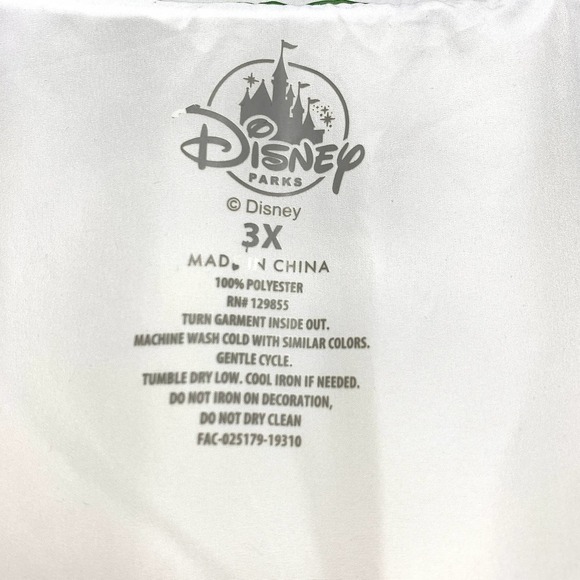 Disney
PARKS
© Disney
3X
MADE IN CHINA
100% POLYESTER
RN# 129855
TURN GARMENT INSIDE OUT.
MACHINE WASH COLD WITH SIMILAR COLORS.
GENTLE CYCLE.
TUMBLE DRY LOW. COOL IRON IF NEEDED.
DO NOT IRON ON DECORATION,
DO NOT DRY CLEAN
FAC-025179-19310